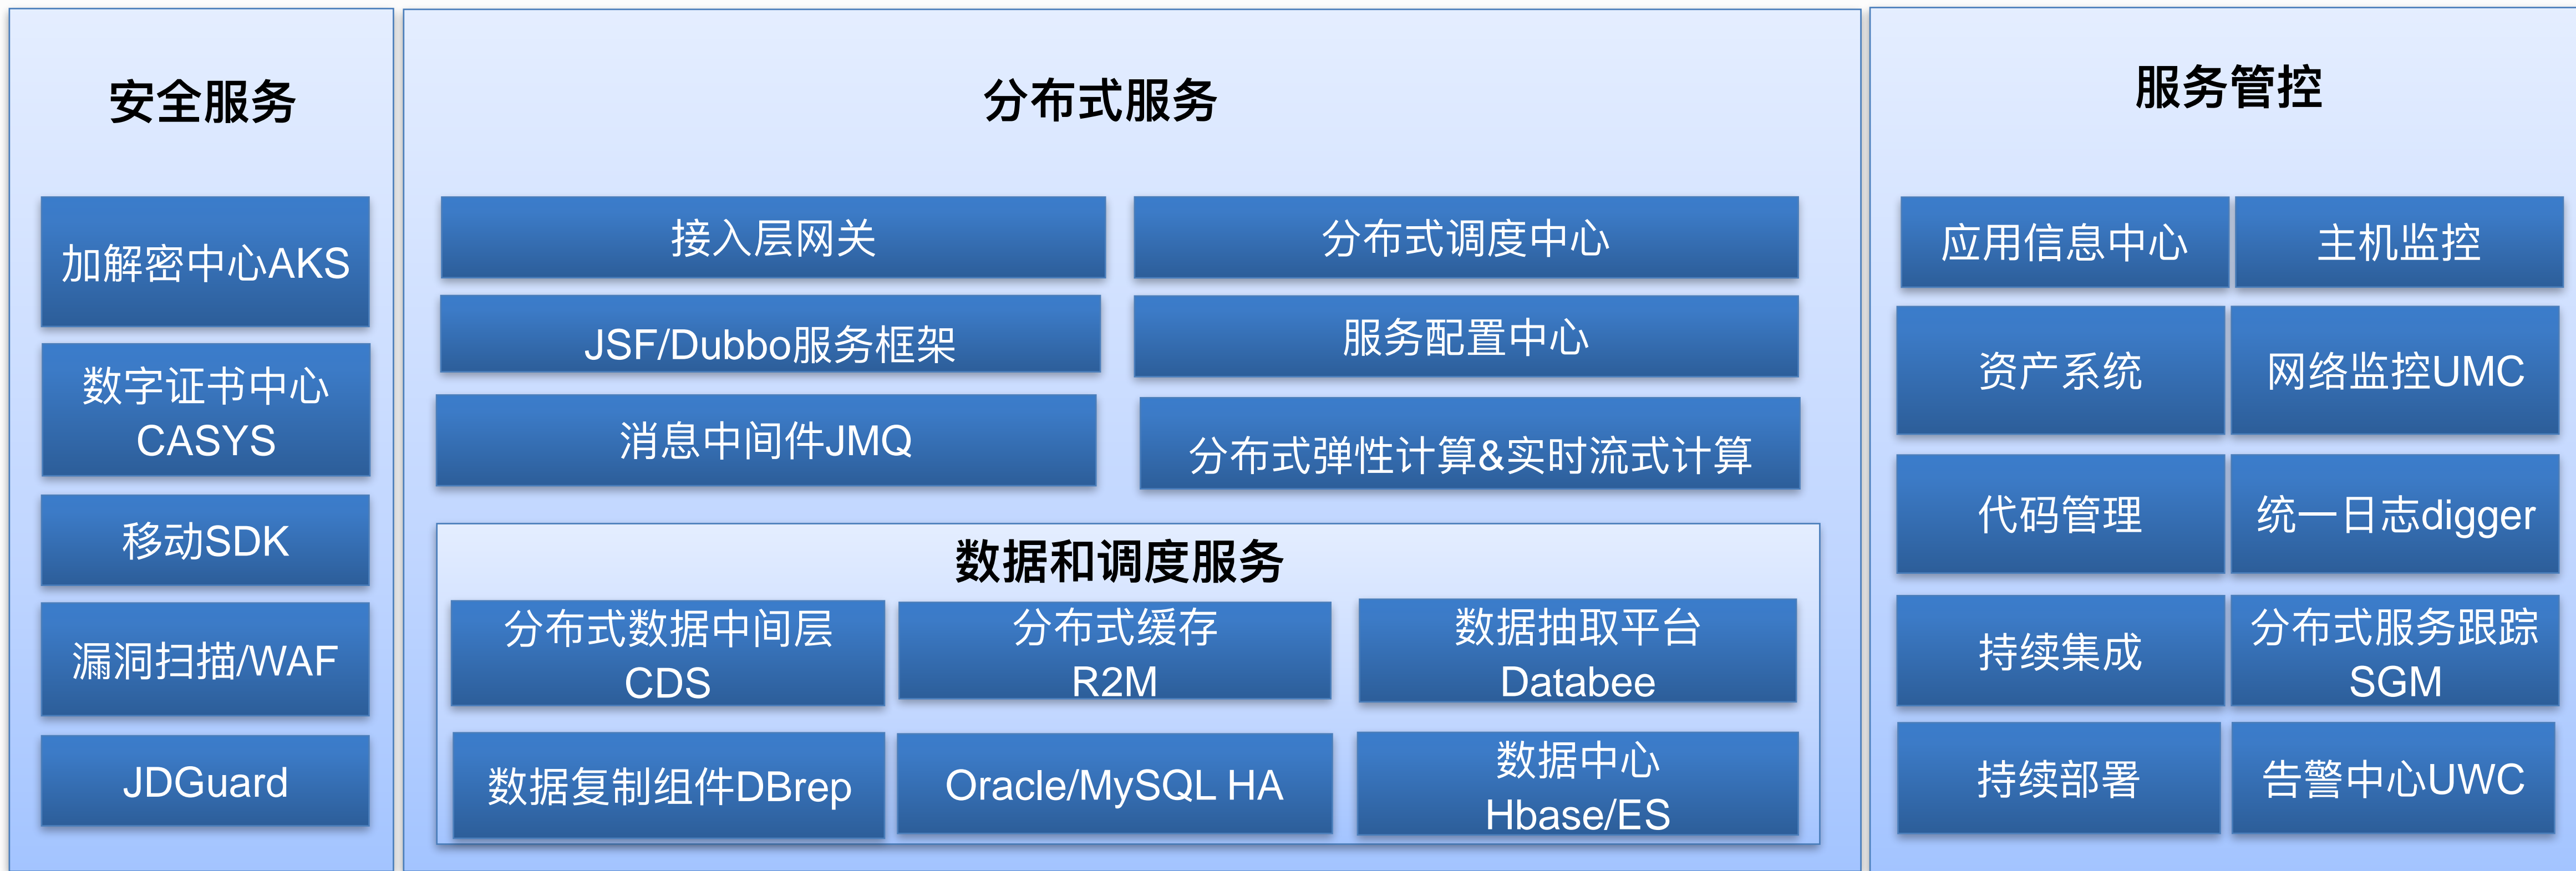 安全服务
加解密中心AKS
数字证书中心
CASYS
移动SDK
漏洞扫描/WAF
JDGuard
分布式服务
接入层网关
分布式调度中心
JSF/Dubbo服务框架
服务配置中心
消息中间件JMQ
分布式弹性计算&实时流式计算
数据和调度服务
分布式数据中间层
CDS
分布式缓存
R2M
数据抽取平台
Databee
数据复制组件DBrep
Oracle/MySQL HA
数据中心
Hbase/ES
服务管控
应用信息中心
主机监控
资产系统
网络监控UMC
代码管理
统一日志digger
持续集成
分布式服务跟踪
SGM
持续部署
告警中心UWC